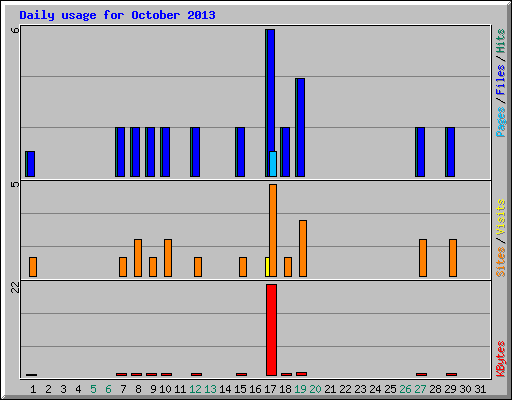 Daily usage for October 2013
6
5
22
Pages / Files / Hits
Sites / Visits
KBytes
1 2 3 4 5 6 7 8 9 10 11 12 13 14 15 16 17 18 19 20 21 22 23 24 25 26 27 28 29 30 31